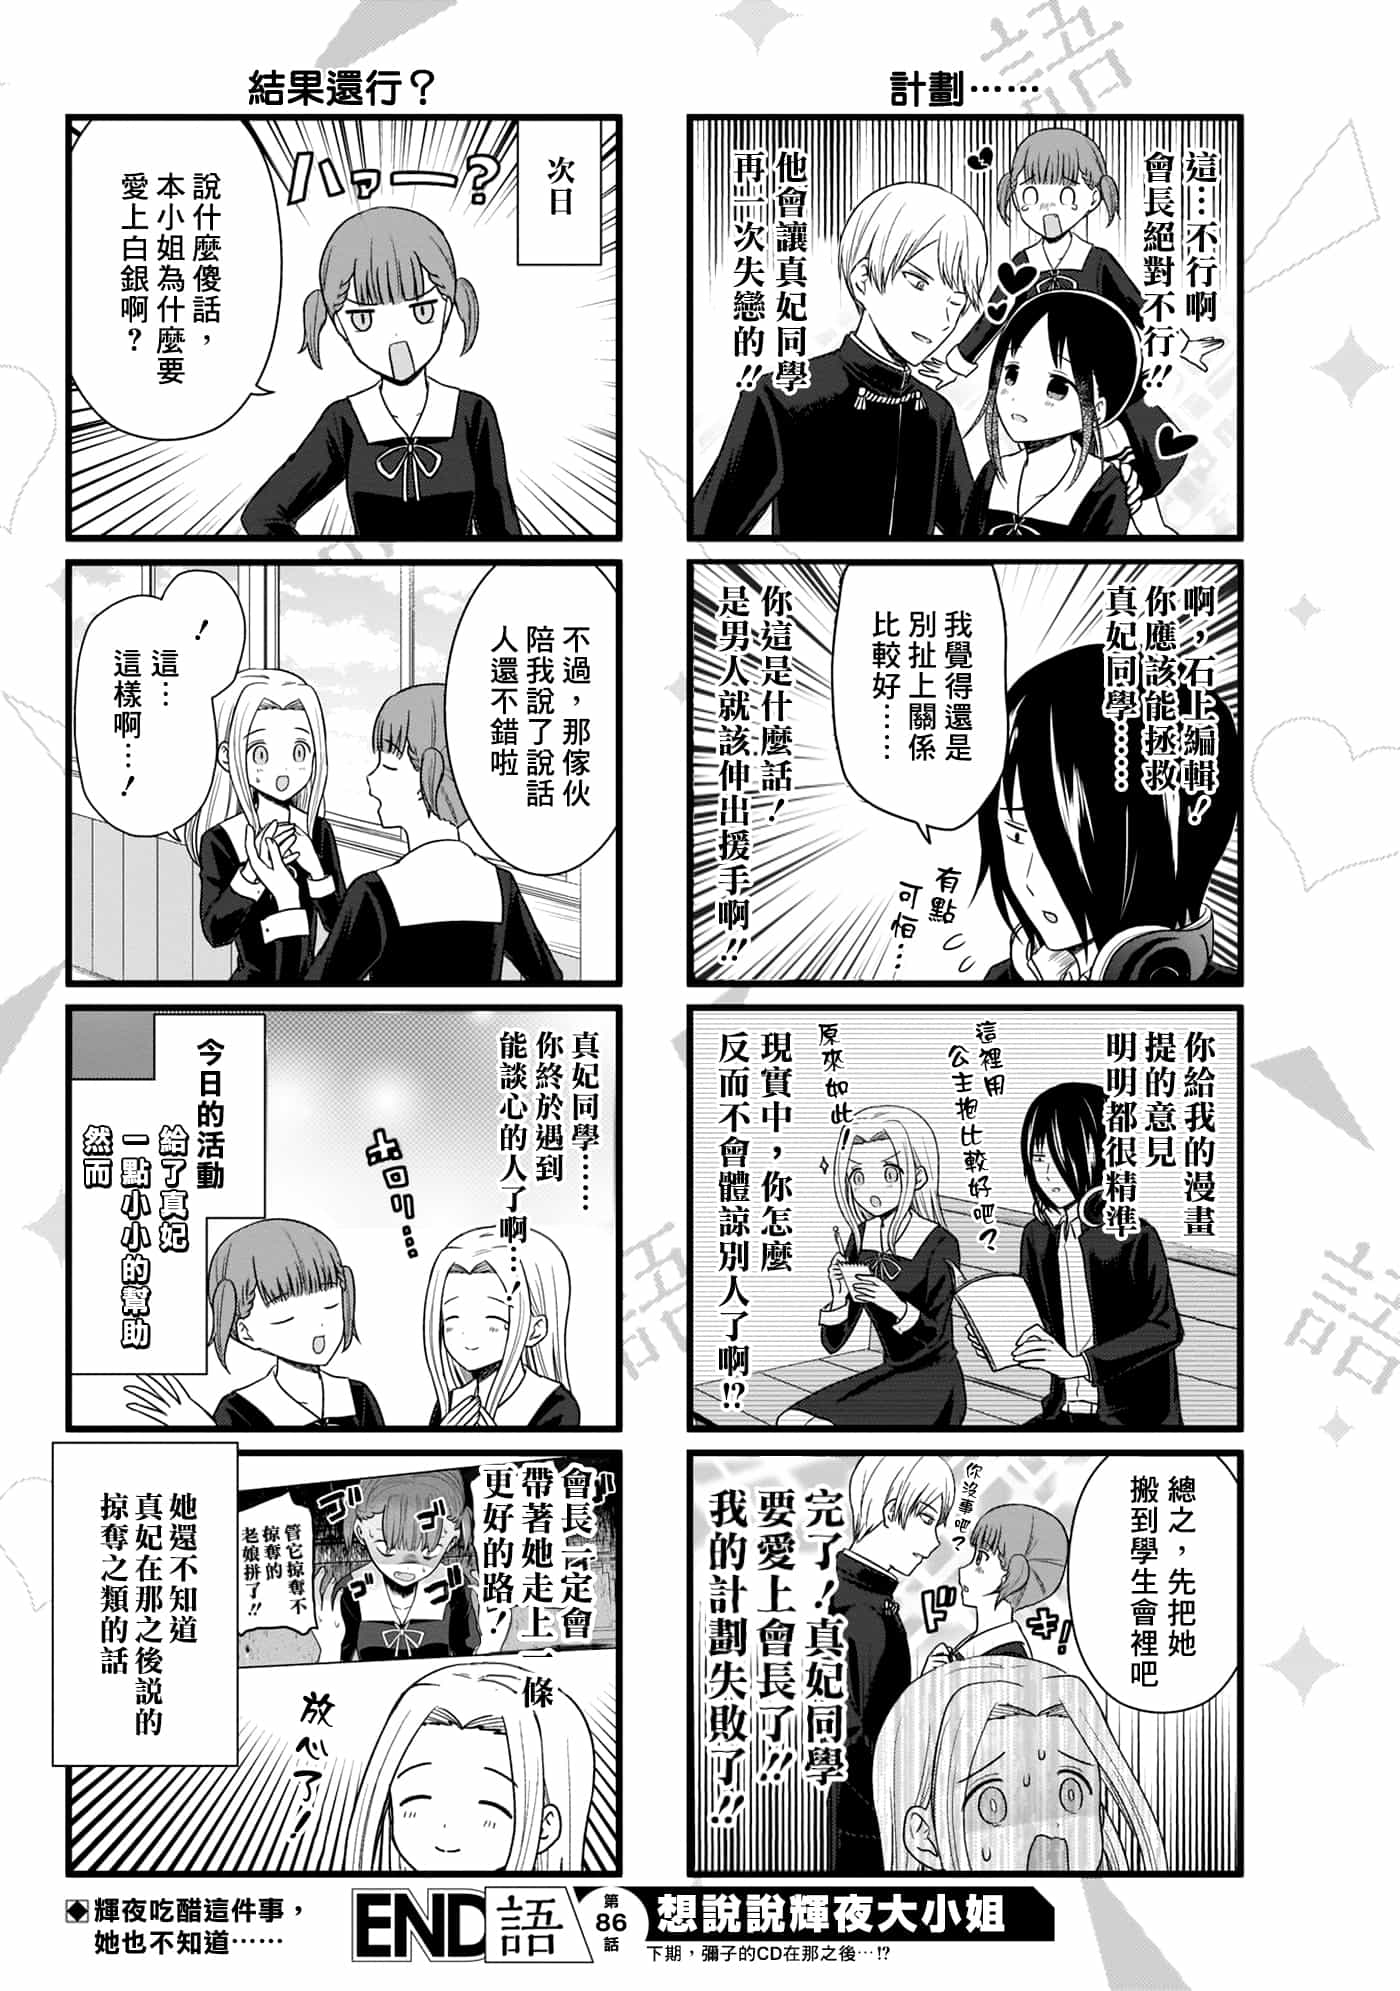 計劃……
這…不行啊
會長絕對不行!!
他會讓真妃同學
再一次失戀的!!
啊，石上編輯！
你應該能拯救
真妃同學……
我覺得還是
別扯上關係
比較好……
有點
可怕…
你這是什麼話！
是男人就該伸出援手啊!!
你給我的漫畫
提的意見
明明都很精準
這裡用
公主抱比較好吧？
原來如此！
現實中，你怎麼
反而不會體諒別人了啊!?
總之，先把她
搬到學生會裡吧
你沒事吧？
ドキ!
完了！真妃同學
要愛上會長了!!
我的計劃失敗了!!
結果還行？
次日
ハァー?
說什麼傻話，
本小姐為什麼要
愛上白銀啊？
不過，那傢伙
陪我說了說話
人還不錯啦
！
這…
這樣啊…！
真妃同學……
你終於遇到
能談心的人了啊…！
ホロリ…
今日的活動
給了真妃
一點小小的幫助
然而
會長一定會
帶著她走上一條
更好的路！
ゴゴゴゴ
管它掠奪不
掠奪的
老娘拼了!!
放心了！
她還不知道
真妃在那之後說的
掠奪之類的話
輝夜吃醋這件事，
她也不知道……
END
語
第
86
話
想說說輝夜大小姐
下期，彌子的CD在那之後…!?
語
語
語
語